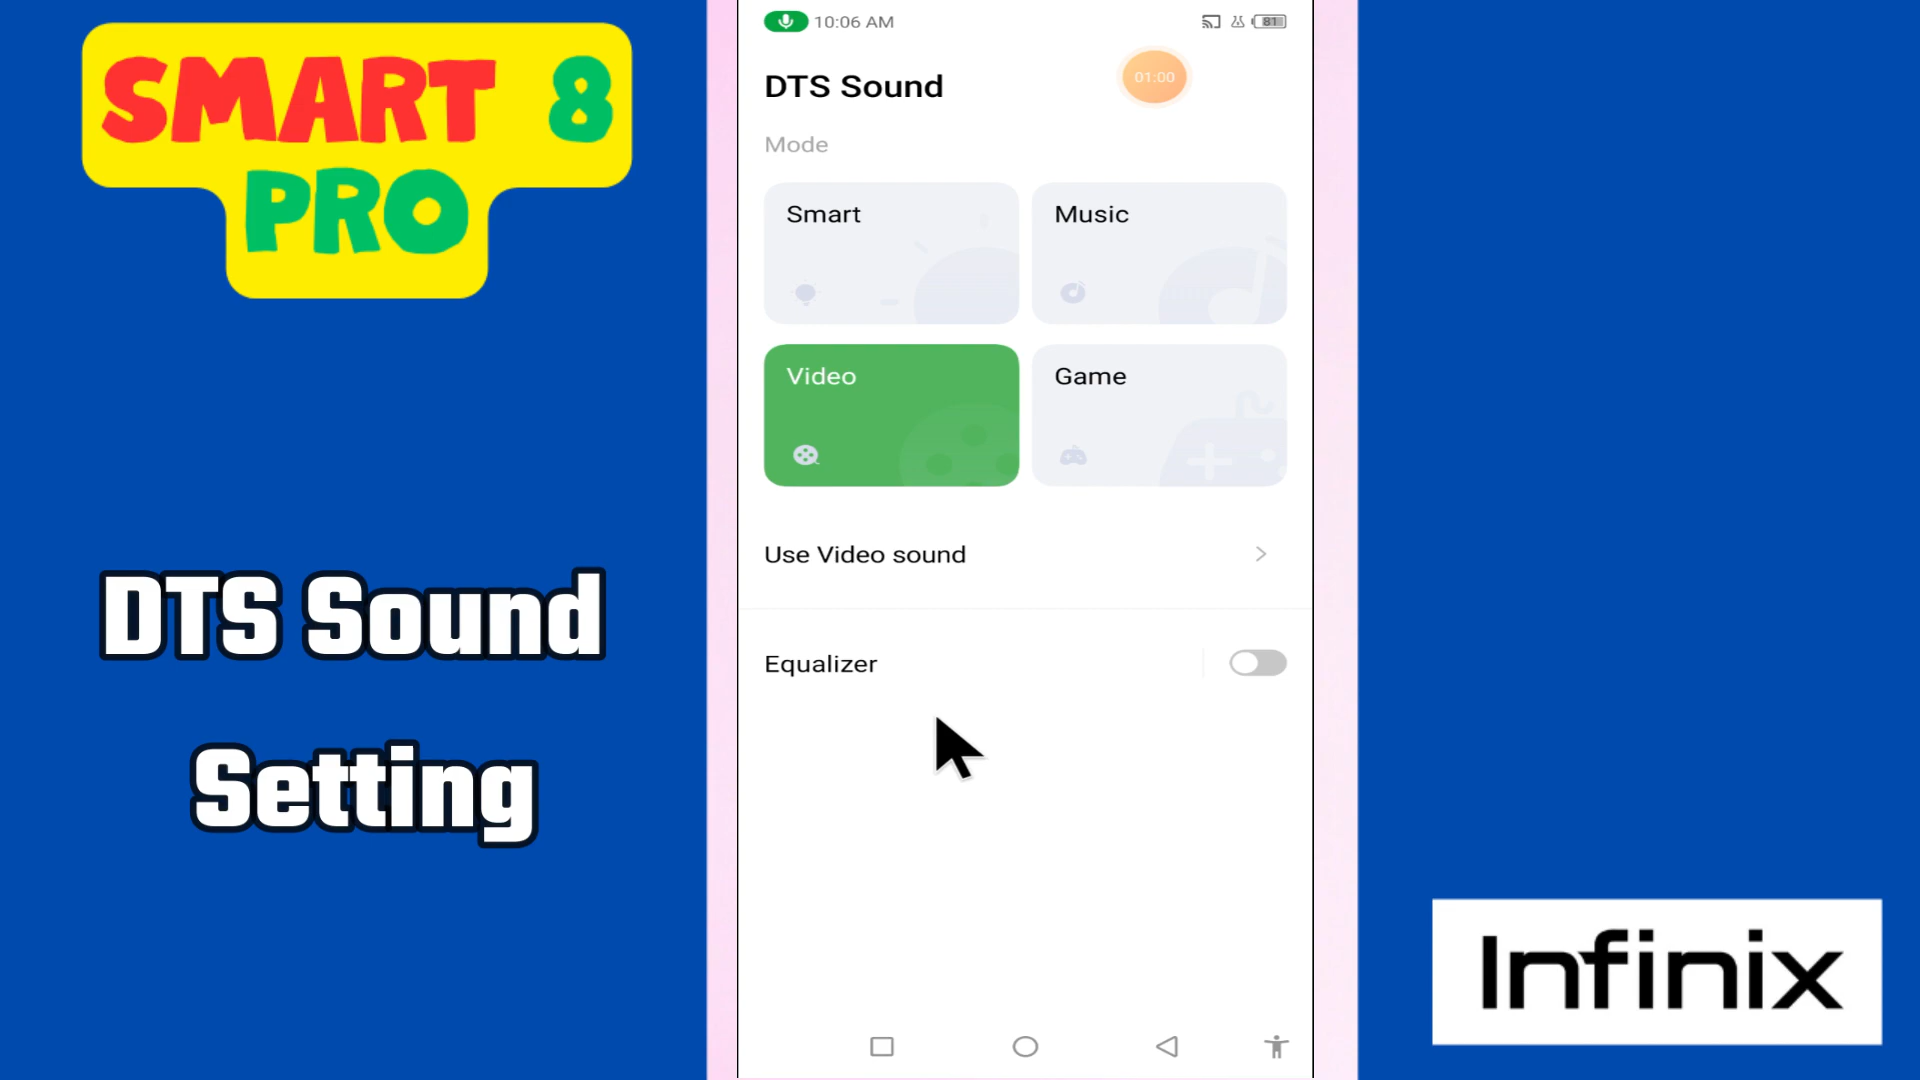 SMART 8
PRO
DTS Sound
Setting
10:06 AM
81
DTS Sound
01:00
Mode
Smart
Music
Video
Game
Use Video sound
Equalizer
Infinix